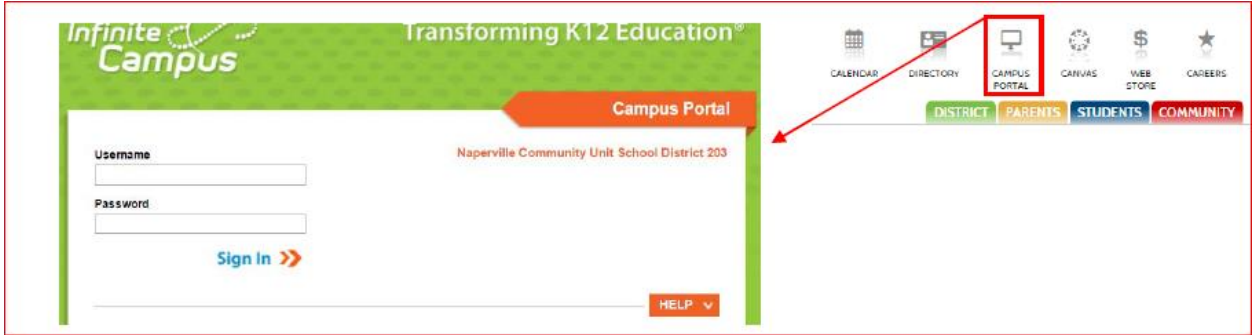 Infinite
Campus
Transforming K12 Education®
Campus Portal
Naperville Community Unit School District 203
Username
Password
Sign In
HELP
CALENDAR
DIRECTORY
CAMPUS
PORTAL
CANVAS
WEB
STORE
CAREERS
DISTRICT PARENTS STUDENTS COMMUNITY